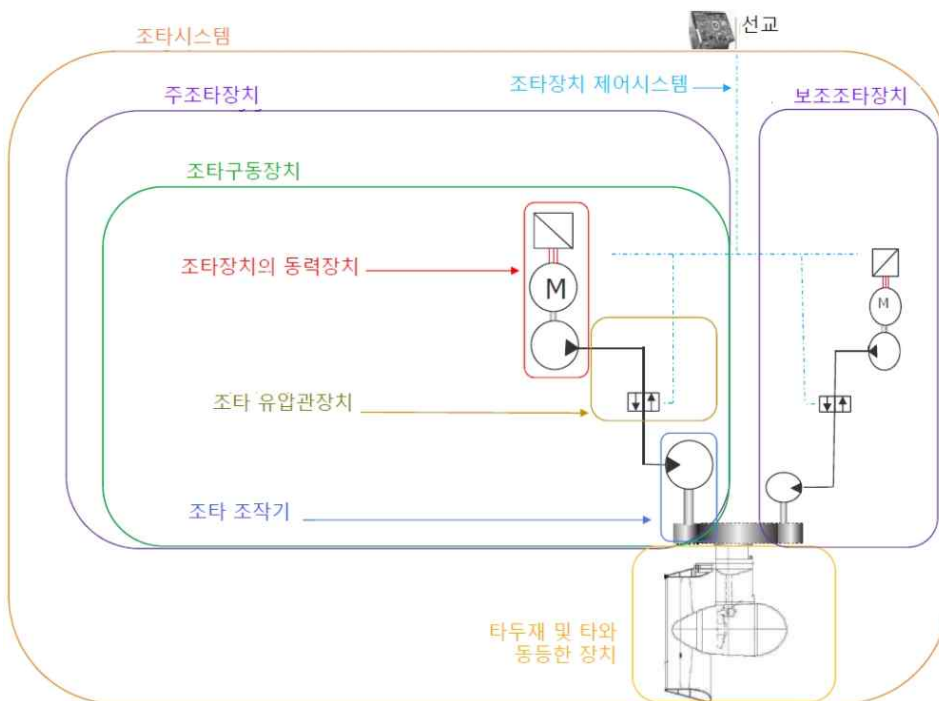 조타시스템
선교
조타장치 제어시스템
주조타장치
보조조타장치
조타구동장치
조타장치의 동력장치
M
M
조타 유압관장치
조타 조작기
타두재 및 타와
동등한 장치